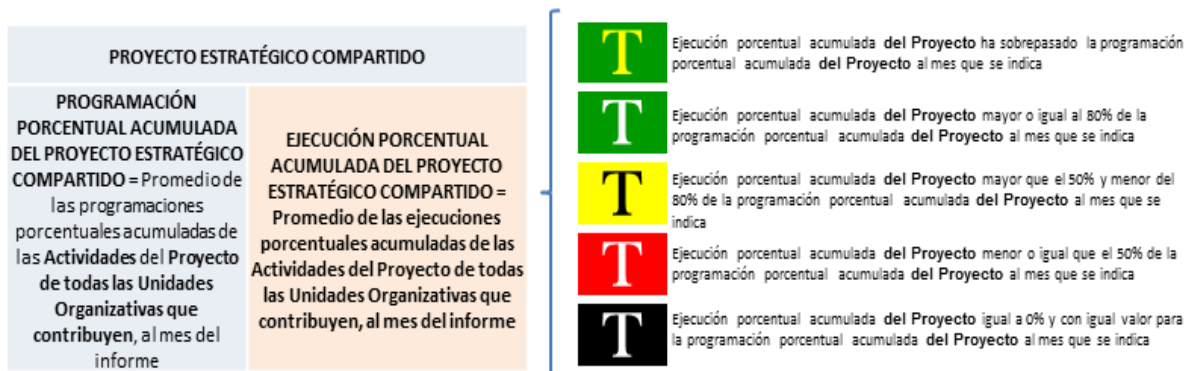 PROYECTO ESTRATÉGICO COMPARTIDO
PROGRAMACIÓN
PORCENTUAL ACUMULADA
DEL PROYECTO ESTRATÉGICO
COMPARTIDO = Promedio de
las programaciones
porcentuales acumuladas de
las Actividades del Proyecto
de todas las Unidades
Organizativas que
contribuyen, al mes del
informe
EJECUCIÓN PORCENTUAL
ACUMULADA DEL PROYECTO
ESTRATÉGICO COMPARTIDO =
Promedio de las ejecuciones
porcentuales acumuladas de las
Actividades del Proyecto de todas
las Unidades Organizativas que
contribuyen, al mes del informe
T
Ejecución porcentual acumulada del Proyecto ha sobrepasado la programación
porcentual acumulada del Proyecto al mes que se indica
T
Ejecución porcentual acumulada del Proyecto mayor o igual al 80% de la
programación porcentual acumulada del Proyecto al mes que se indica
T
Ejecución porcentual acumulada del Proyecto mayor que el 50% y menor del
80% de la programación porcentual acumulada del Proyecto al mes que se
indica
T
Ejecución porcentual acumulada del Proyecto menor o igual que el 50% de la
programación porcentual acumulada del Proyecto al mes que se indica
T
Ejecución porcentual acumulada del Proyecto igual a 0% y con igual valor para
la programación porcentual acumulada del Proyecto al mes que se indica